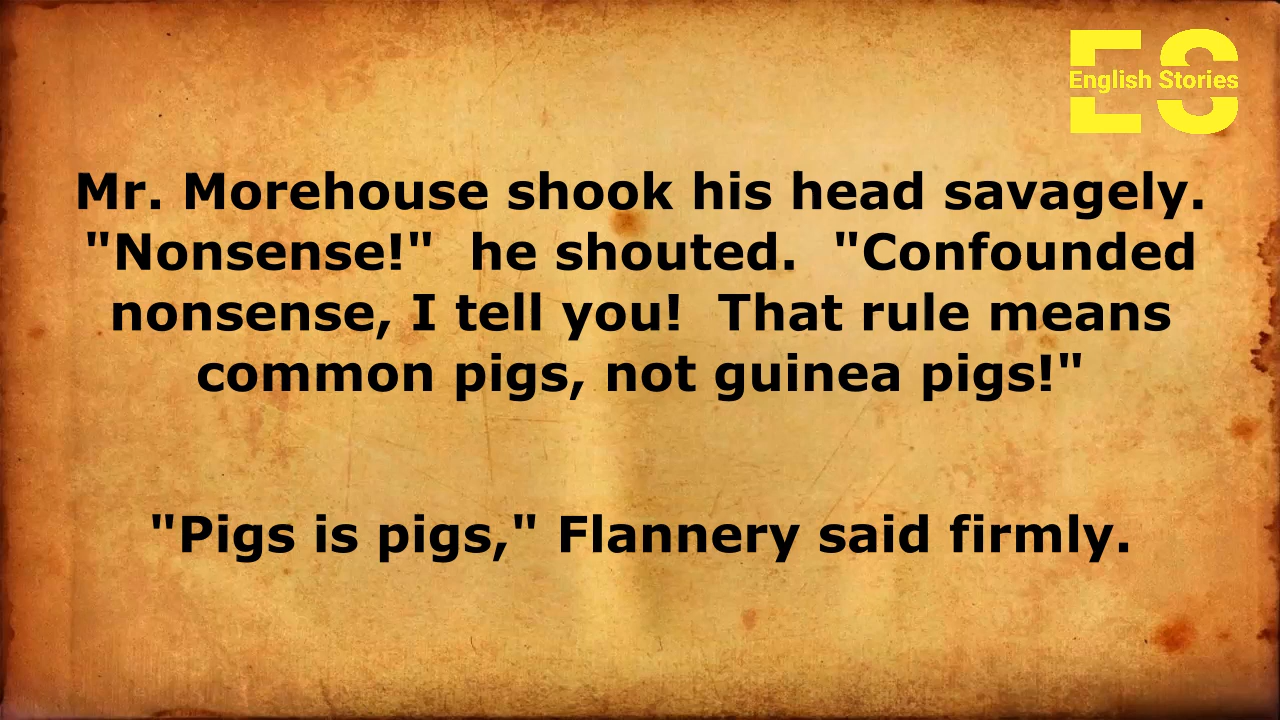 ES
English Stories
Mr. Morehouse shook his head savagely.
"Nonsense!"  he shouted.  "Confounded
nonsense, I tell you!  That rule means
common pigs, not guinea pigs!"
"Pigs is pigs," Flannery said firmly.